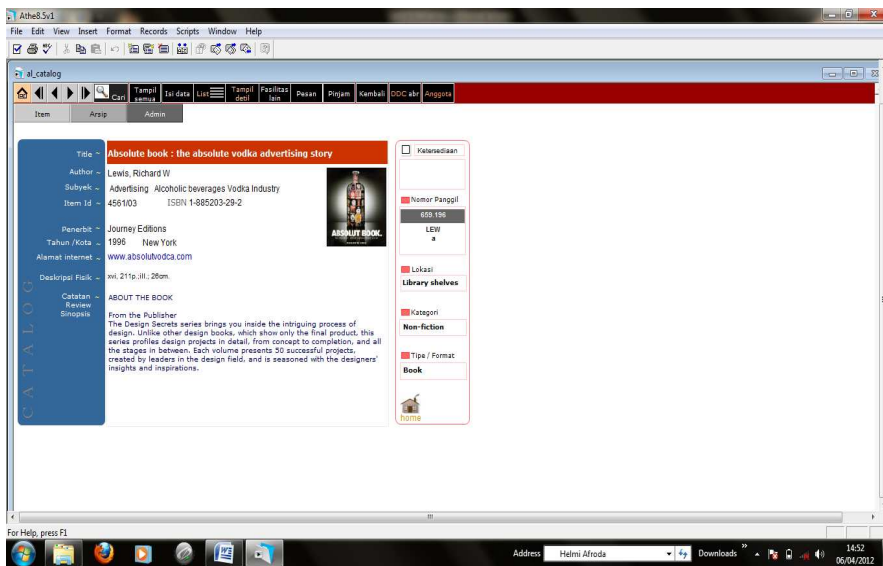 Athe8.5v1
File Edit View Insert Format Records Scripts Window Help
al_catalog
Cari Tampil semua Isi data List Tampil detil Fasilitas lain Pesan Pinjam Kembali DDC abr Anggota
Item Arsip Admin
Title ~ Absolute book : the absolute vodka advertising story
Author ~ Lewis, Richard W
Subyek ~ Advertising Alcoholic beverages Vodka Industry
Item Id ~ 4561/03 ISBN 1-885203-29-2
Penerbit ~ Journey Editions
Tahun /Kota ~ 1996 New York
Alamat internet ~ www.absolutvodca.com
Deskripsi Fisik ~ xvi, 211p.;ill.; 26cm.
Catatan ~ ABOUT THE BOOK
Review
Sinopsis
From the Publisher
The Design Secrets series brings you inside the intriguing process of
design. Unlike other design books, which show only the final product, this
series profiles design projects in detail, from concept to completion, and all
the stages in between. Each volume presents 50 successful projects,
created by leaders in the design field, and is seasoned with the designers'
insights and inspirations.
CATALOG
ABSOLUT BOOK.
Ketersediaan
Nomor Panggil
659.196
LEW
a
Lokasi
Library shelves
Kategori
Non-fiction
Tipe / Format
Book
home
For Help, press F1
Address Helmi Afroda Downloads
14:52
06/04/2012